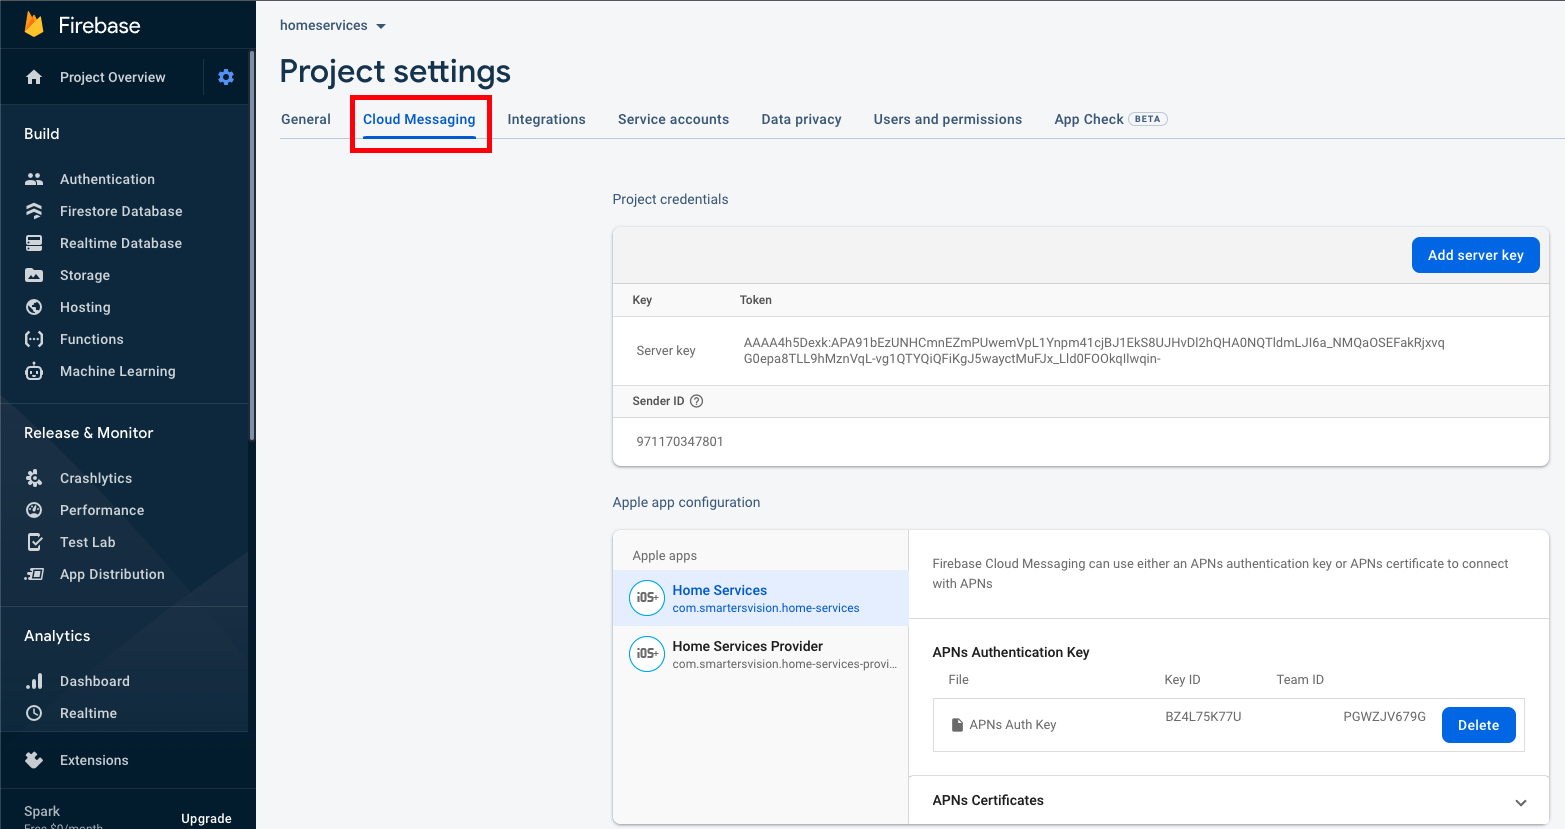 Firebase
Project Overview
Build
Authentication
Firestore Database
Realtime Database
Storage
Hosting
Functions
Machine Learning
Release & Monitor
Crashlytics
Performance
Test Lab
App Distribution
Analytics
Dashboard
Realtime
Extensions
Spark
Free $0/month
Upgrade
homeservices
Project settings
General Cloud Messaging Integrations Service accounts Data privacy Users and permissions App Check BETA
Project credentials
Add server key
Key Token
Server key
AAAA4h5Dexk:APA91bEzUNHCmnEZmPUwemVpL1Ynpm41cjBJ1EkS8UJHvDl2hQHA0NQTldmLJI6a_NMQaOSEFakRjxvq
G0epa8TLL9hMznVqL-vg1QTYQiQFiKgJ5wayctMuFJx_Lld0FOOkqIlwqin-
Sender ID
971170347801
Apple app configuration
Apple apps
iOS+
Home Services
com.smartersvision.home-services
iOS+
Home Services Provider
com.smartersvision.home-services-provi...
Firebase Cloud Messaging can use either an APNs authentication key or APNs certificate to connect
with APNs
APNs Authentication Key
File Key ID Team ID
APNs Auth Key BZ4L75K77U PGWZJV679G Delete
APNs Certificates